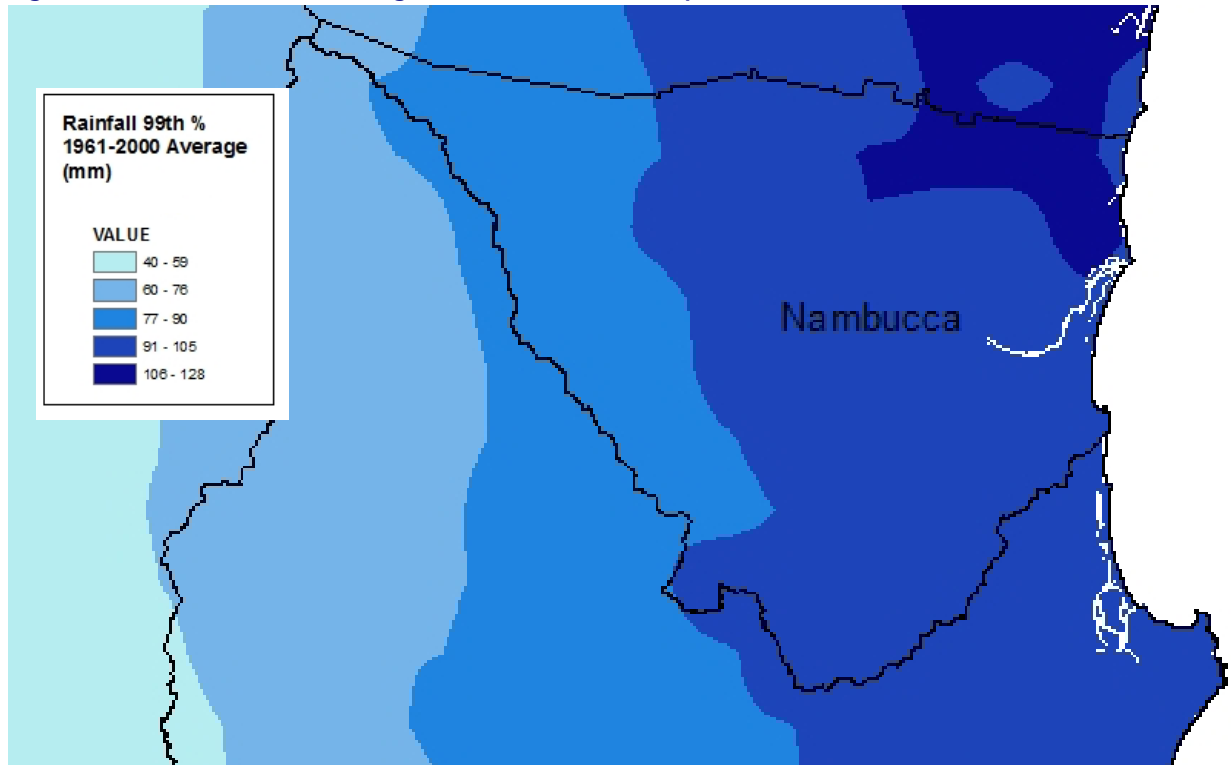 Rainfall 99th %
1961-2000 Average
(mm)
VALUE
40 - 59
60 - 76
77 - 90
91 - 105
106 - 128
Nambucca